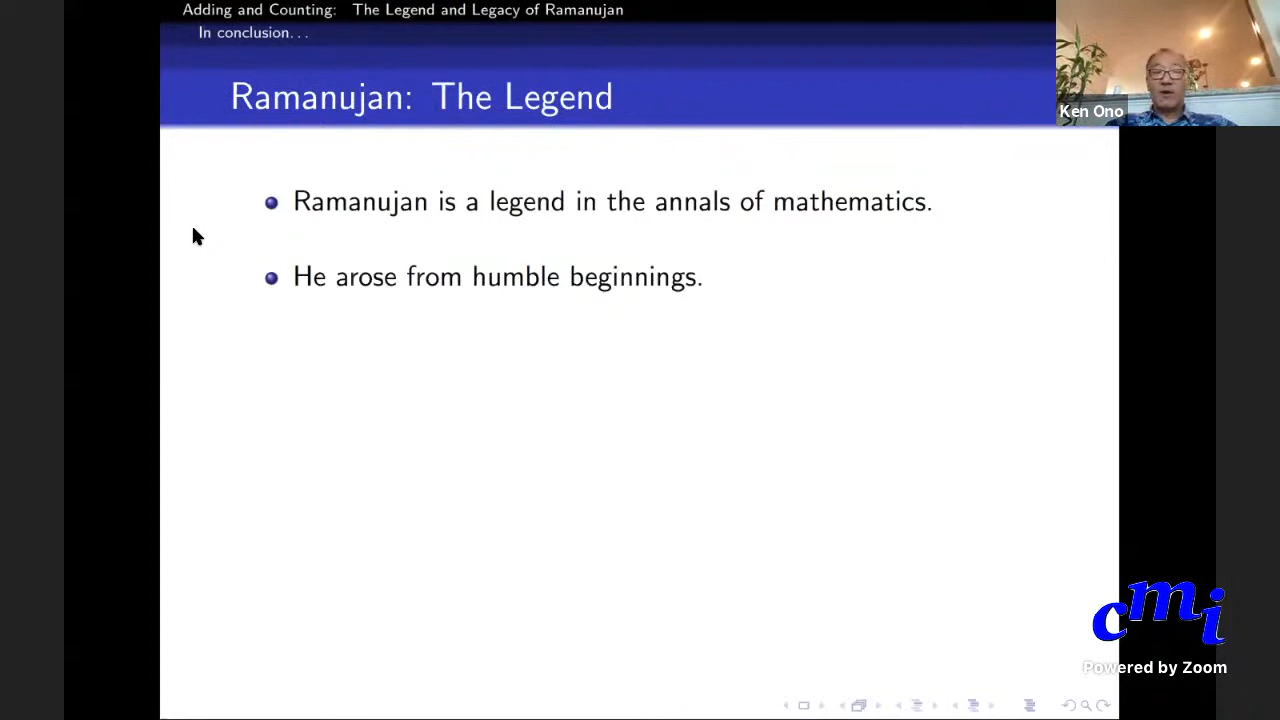 Adding and Counting: The Legend and Legacy of Ramanujan
In conclusion...
Ramanujan: The Legend
Ken Ono
Ramanujan is a legend in the annals of mathematics.
He arose from humble beginnings.
cmi
Powered by Zoom